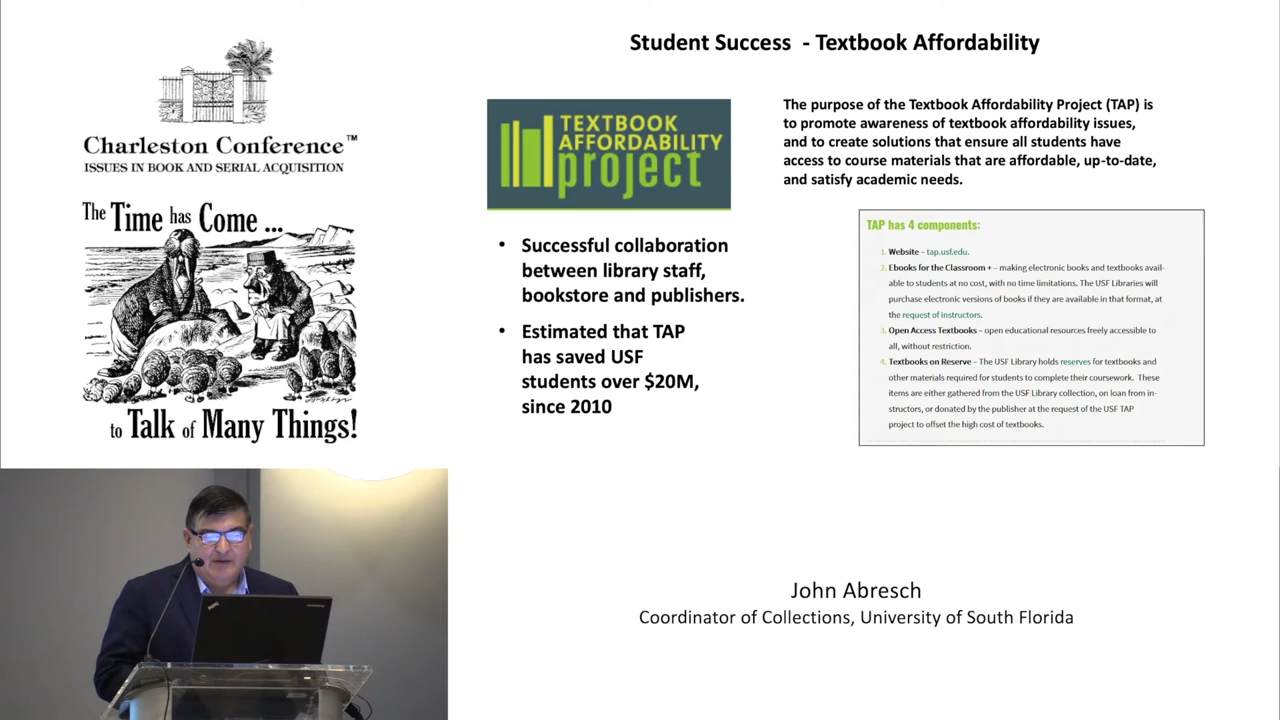 Charleston Conference™
ISSUES IN BOOK AND SERIAL ACQUISITION
The Time has Come ...
to Talk of Many Things!
Student Success - Textbook Affordability
TEXTBOOK
AFFORDABILITY
project
The purpose of the Textbook Affordability Project (TAP) is
to promote awareness of textbook affordability issues,
and to create solutions that ensure all students have
access to course materials that are affordable, up-to-date,
and satisfy academic needs.
• Successful collaboration
between library staff,
bookstore and publishers.
• Estimated that TAP
has saved USF
students over $20M,
since 2010
TAP has 4 components:
1. Website – tap.usf.edu.
2. Ebooks for the Classroom + – making electronic books and textbooks avail-
able to students at no cost, with no time limitations. The USF Libraries will
purchase electronic versions of books if they are available in that format, at
the request of instructors.
3. Open Access Textbooks – open educational resources freely accessible to
all, without restriction.
4. Textbooks on Reserve – The USF Library holds reserves for textbooks and
other materials required for students to complete their coursework. These
items are either gathered from the USF Library collection, on loan from in-
structors, or donated by the publisher at the request of the USF TAP
project to offset the high cost of textbooks.
John Abresch
Coordinator of Collections, University of South Florida